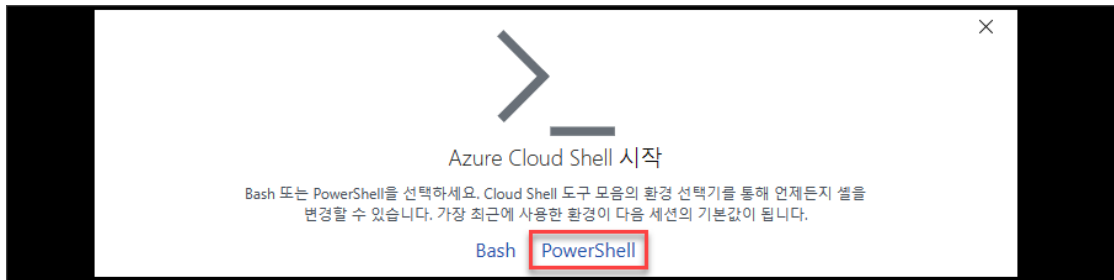 Azure Cloud Shell 시작
Bash 또는 PowerShell을 선택하세요. Cloud Shell 도구 모음의 환경 선택기를 통해 언제든지 셸을
변경할 수 있습니다. 가장 최근에 사용한 환경이 다음 세션의 기본값이 됩니다.
Bash PowerShell